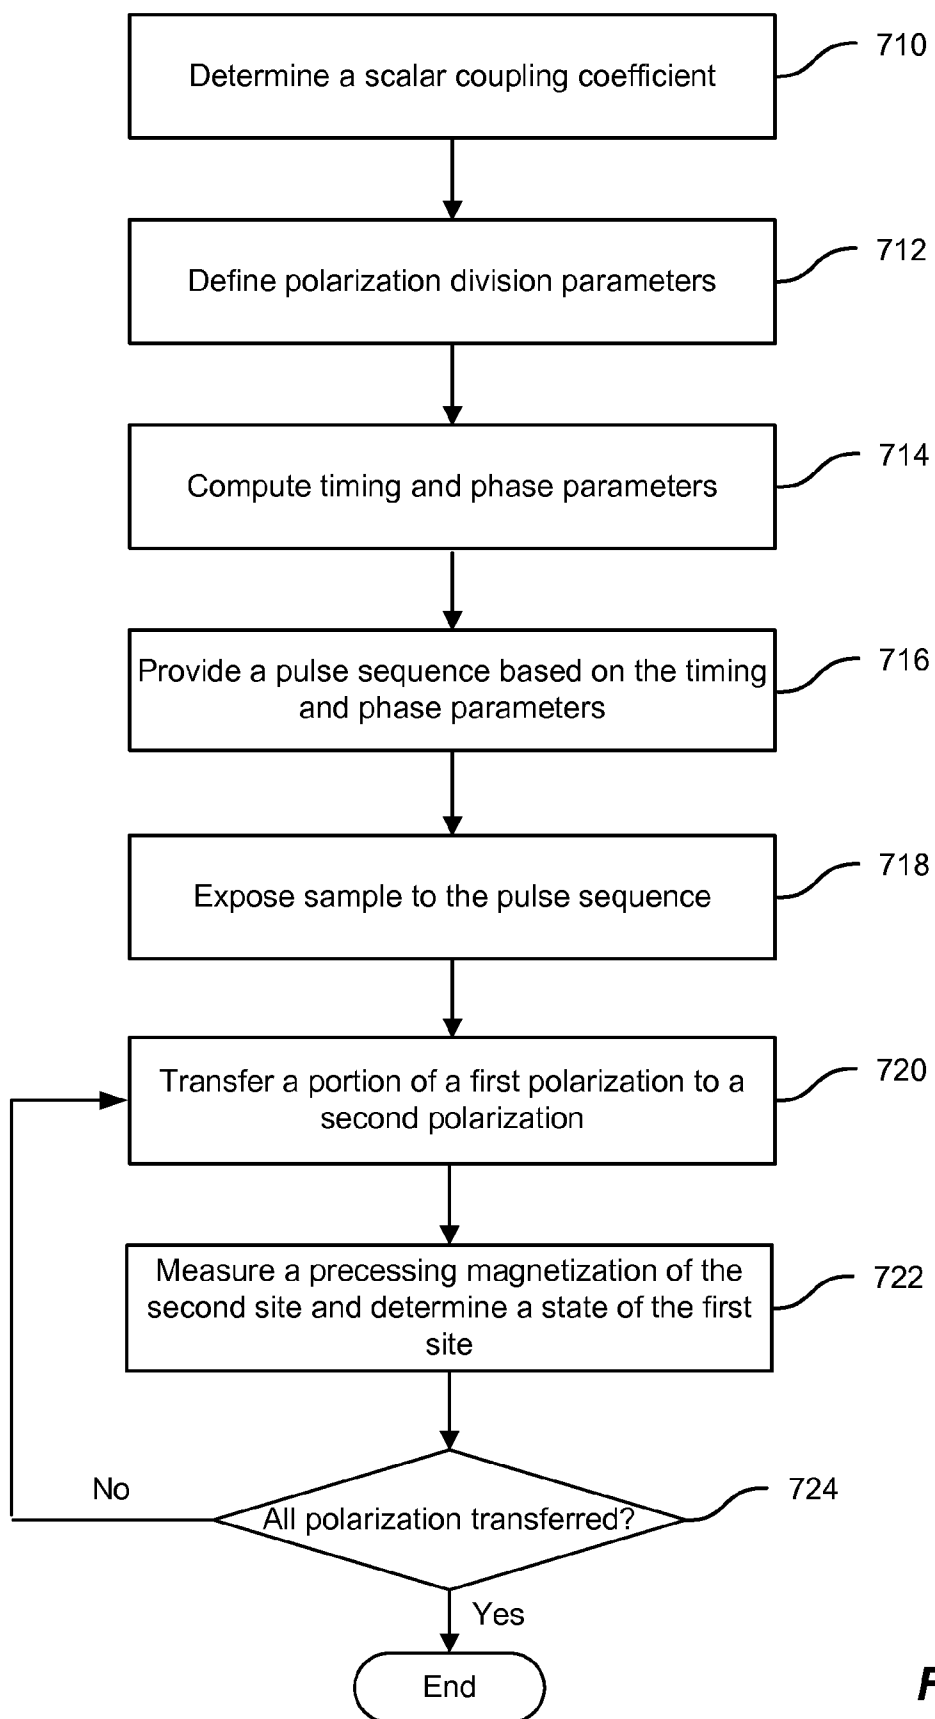 Determine a scalar coupling coefficient
710
Define polarization division parameters
712
Compute timing and phase parameters
714
Provide a pulse sequence based on the timing
and phase parameters
716
Expose sample to the pulse sequence
718
Transfer a portion of a first polarization to a
second polarization
720
Measure a precessing magnetization of the
second site and determine a state of the first
site
722
All polarization transferred?
724
No
Yes
End
F